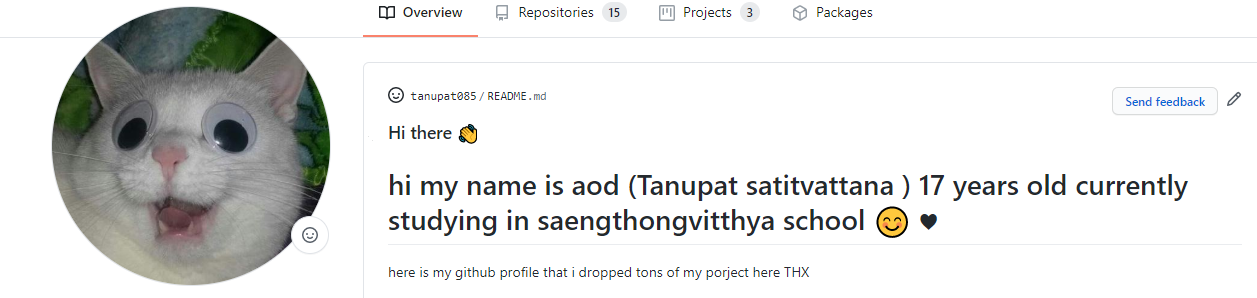 Overview Repositories 15 Projects 3 Packages
tanupat085 / README.md
Send feedback
Hi there 👋
hi my name is aod (Tanupat satitvattana ) 17 years old currently
studying in saengthongvitthya school 😊 ♥
here is my github profile that i dropped tons of my porject here THX